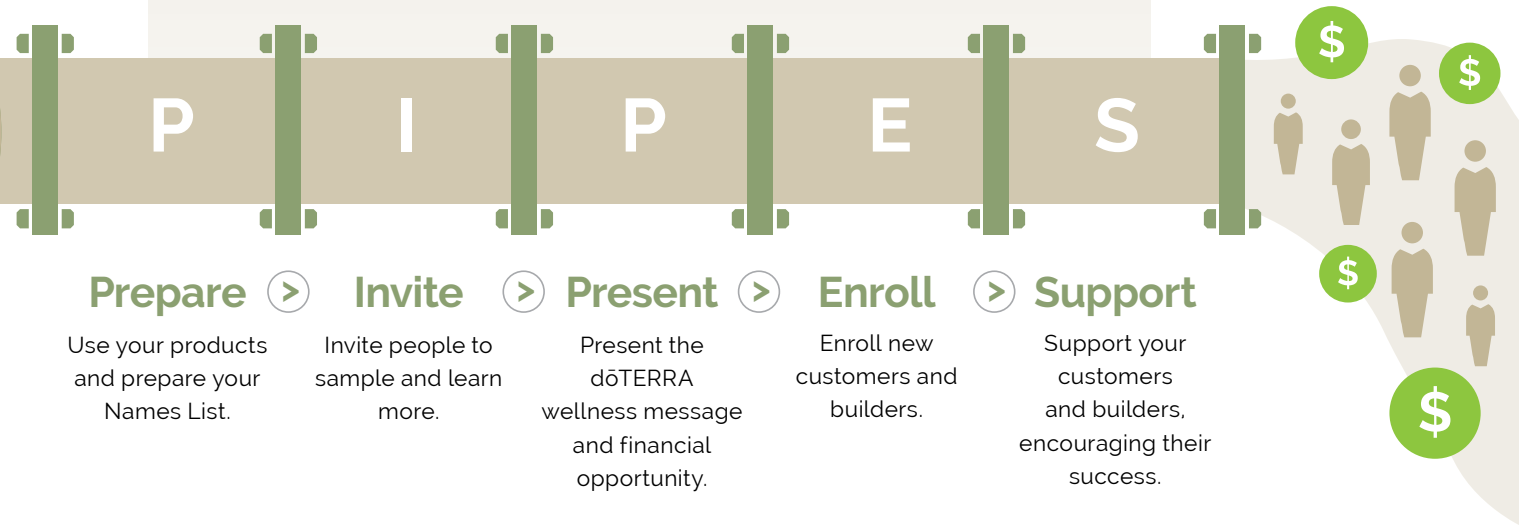 P I P E S
$
$
Prepare > Invite > Present > Enroll > Support
$
Use your products
and prepare your
Names List.
Invite people to
sample and learn
more.
Present the
dōTERRA
wellness message
and financial
opportunity.
Enroll new
customers and
builders.
Support your
customers
and builders,
encouraging their
success.
$